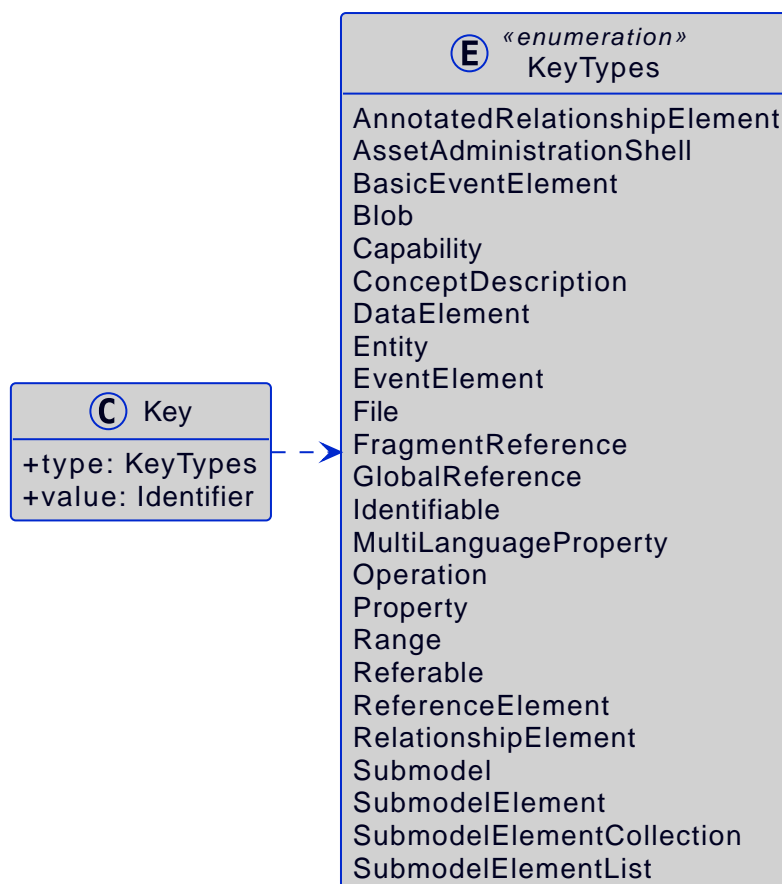 C Key
+type: KeyTypes
+value: Identifier
E «enumeration»
KeyTypes
AnnotatedRelationshipElement
AssetAdministrationShell
BasicEventElement
Blob
Capability
ConceptDescription
DataElement
Entity
EventElement
File
FragmentReference
GlobalReference
Identifiable
MultiLanguageProperty
Operation
Property
Range
Referable
ReferenceElement
RelationshipElement
Submodel
SubmodelElement
SubmodelElementCollection
SubmodelElementList